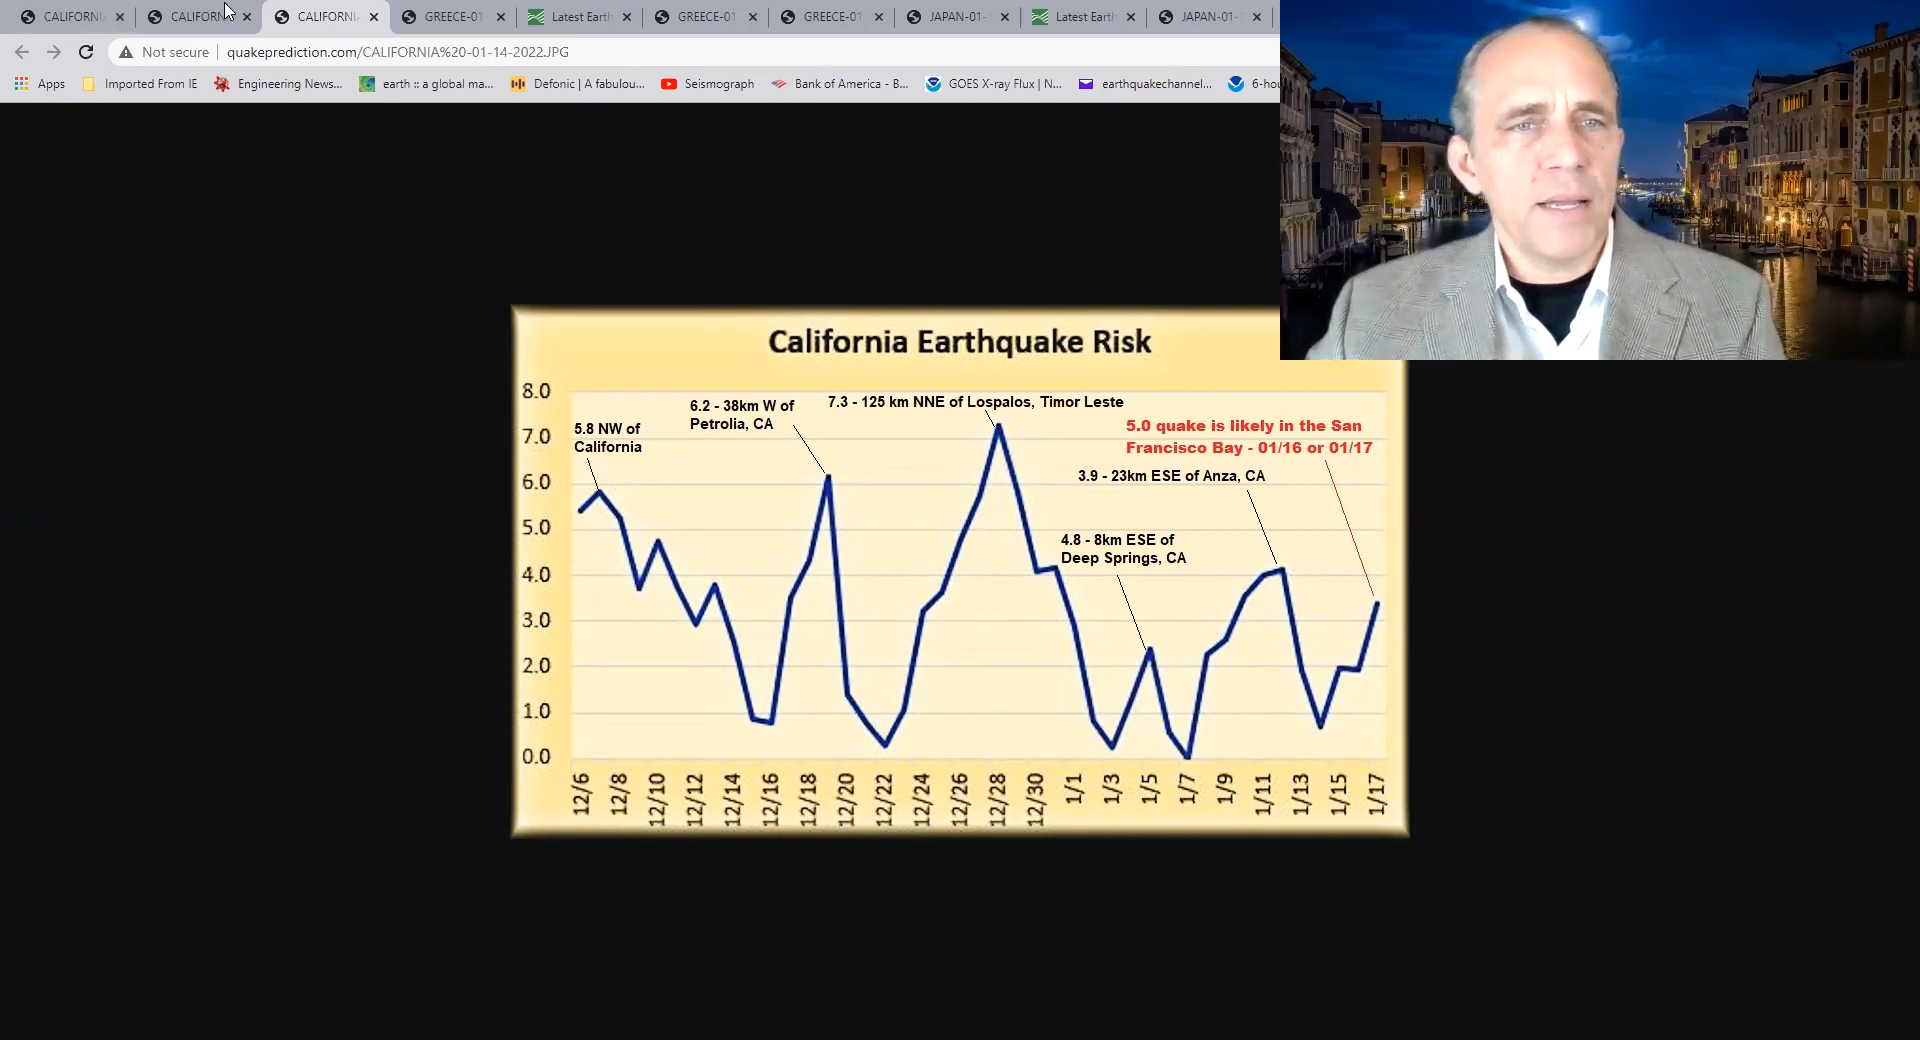 CALIFORNI
CALIFORN
CALIFORNI
GREECE-01
Latest Earth
GREECE-01
GREECE-01
JAPAN-01-
Latest Earth
JAPAN-01-
Not secure
quakeprediction.com/CALIFORNIA%20-01-14-2022.JPG
Apps
Imported From IE
Engineering News...
earth :: a global ma...
Defonic | A fabulou...
Seismograph
Bank of America - B...
GOES X-ray Flux | N...
earthquakechannel...
6-hou
California Earthquake Risk
8.0
7.0
6.0
5.0
4.0
3.0
2.0
1.0
0.0
5.8 NW of
California
6.2 - 38km W of
Petrolia, CA
7.3 - 125 km NNE of Lospalos, Timor Leste
5.0 quake is likely in the San
Francisco Bay - 01/16 or 01/17
3.9 - 23km ESE of Anza, CA
4.8 - 8km ESE of
Deep Springs, CA
12/6
12/8
12/10
12/12
12/14
12/16
12/18
12/20
12/22
12/24
12/26
12/28
12/30
1/1
1/3
1/5
1/7
1/9
1/11
1/13
1/15
1/17